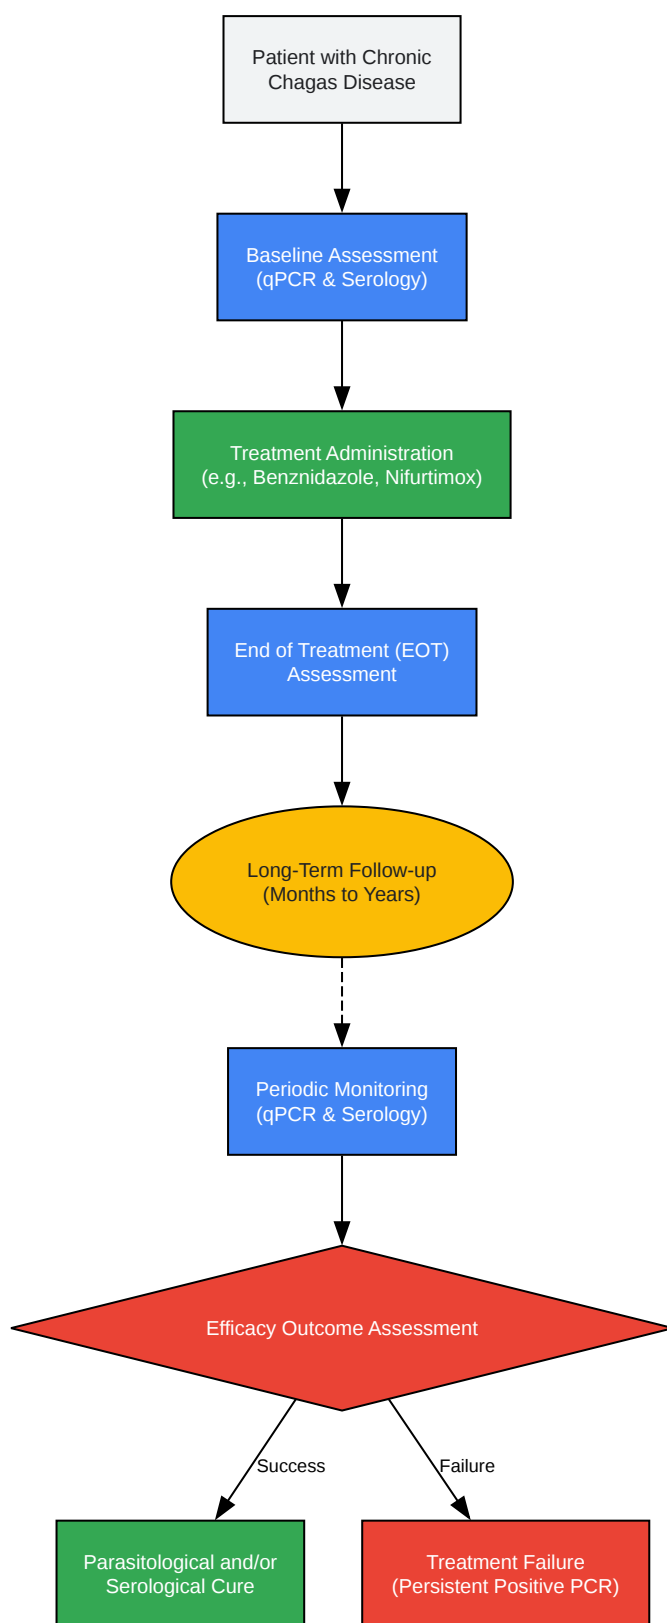 Patient with Chronic
Chagas Disease
Baseline Assessment
(qPCR & Serology)
Treatment Administration
(e.g., Benznidazole, Nifurtimox)
End of Treatment (EOT)
Assessment
Long-Term Follow-up
(Months to Years)
Periodic Monitoring
(qPCR & Serology)
Efficacy Outcome Assessment
Success
Failure
Parasitological and/or
Serological Cure
Treatment Failure
(Persistent Positive PCR)